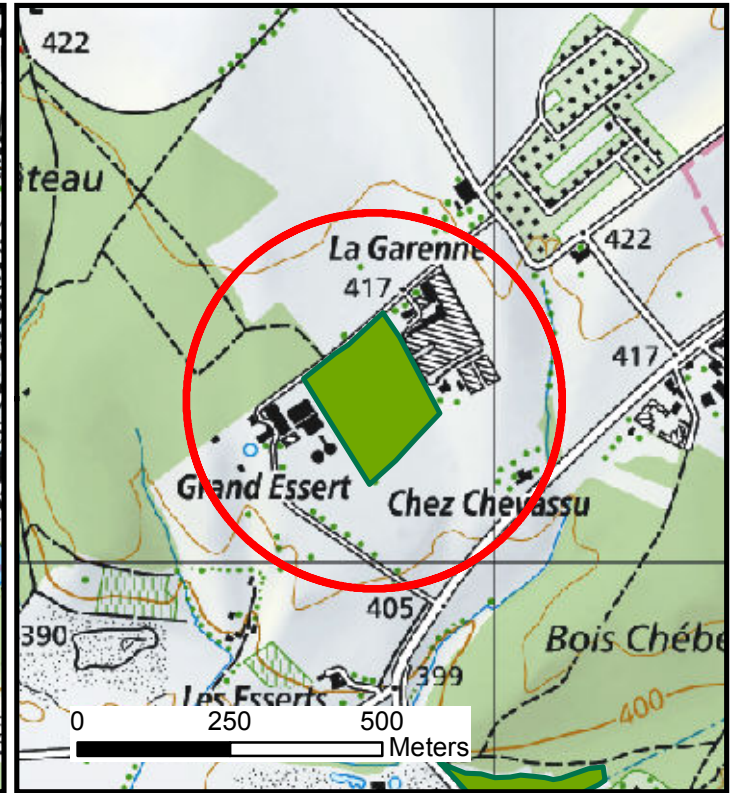 422
âteau
La Garenne
417
422
417
Grand Essert
Chez Chevassu
405
390
Bois Chébe
399
Les Esserts
400
0 250 500
Meters